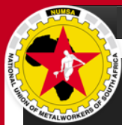 NUMSA
NATIONAL UNION OF METALWORKERS OF SOUTH AFRICA